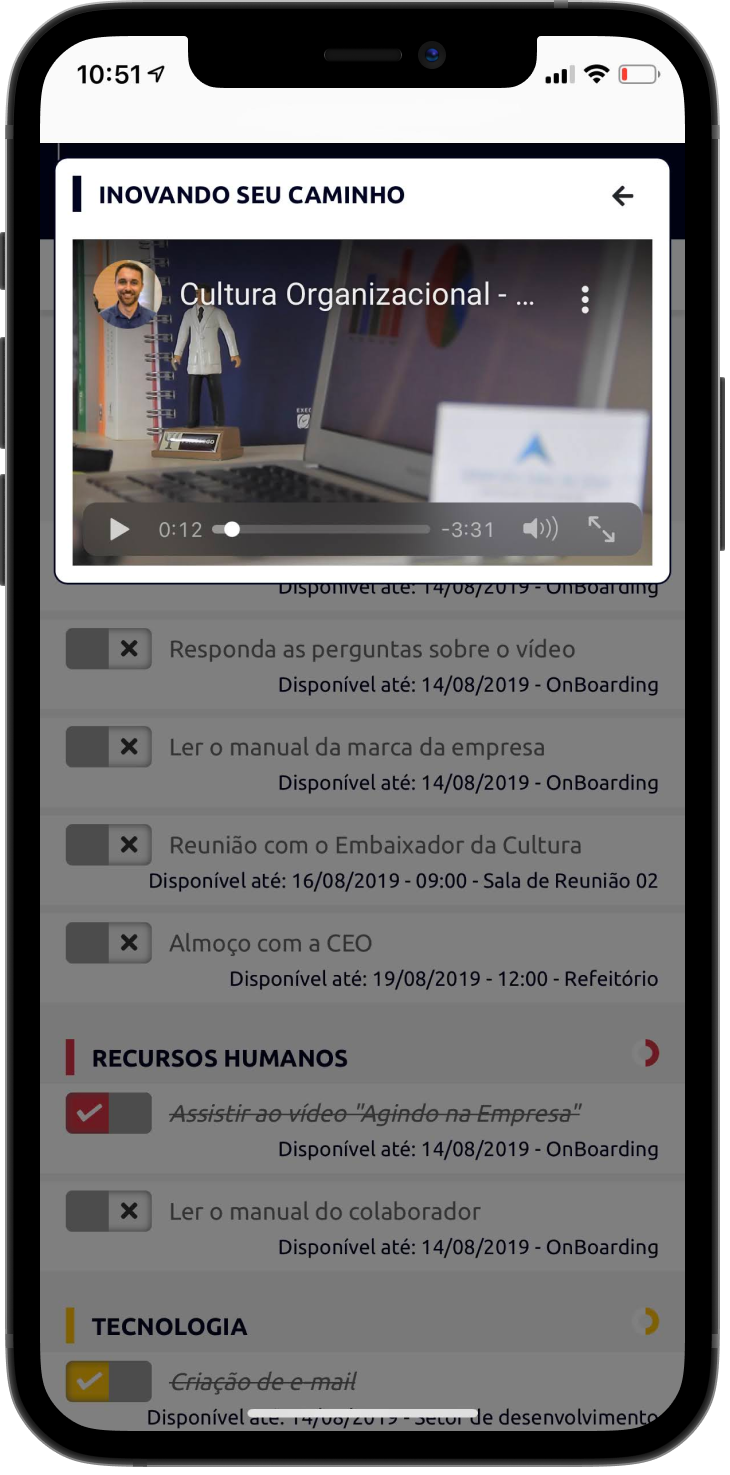 10:51
INOVANDO SEU CAMINHO
Cultura Organizacional - ...
0:12
-3:31
Disponível até: 14/08/2019 - OnBoarding
Responda as perguntas sobre o vídeo
Disponível até: 14/08/2019 - OnBoarding
Ler o manual da marca da empresa
Disponível até: 14/08/2019 - OnBoarding
Reunião com o Embaixador da Cultura
Disponível até: 16/08/2019 - 09:00 - Sala de Reunião 02
Almoço com a CEO
Disponível até: 19/08/2019 - 12:00 - Refeitório
RECURSOS HUMANOS
Assistir ao vídeo "Agindo na Empresa"
Disponível até: 14/08/2019 - OnBoarding
Ler o manual do colaborador
Disponível até: 14/08/2019 - OnBoarding
TECNOLOGIA
Criação de e-mail
Disponível até: 14/08/2019 - Setor de desenvolvimento